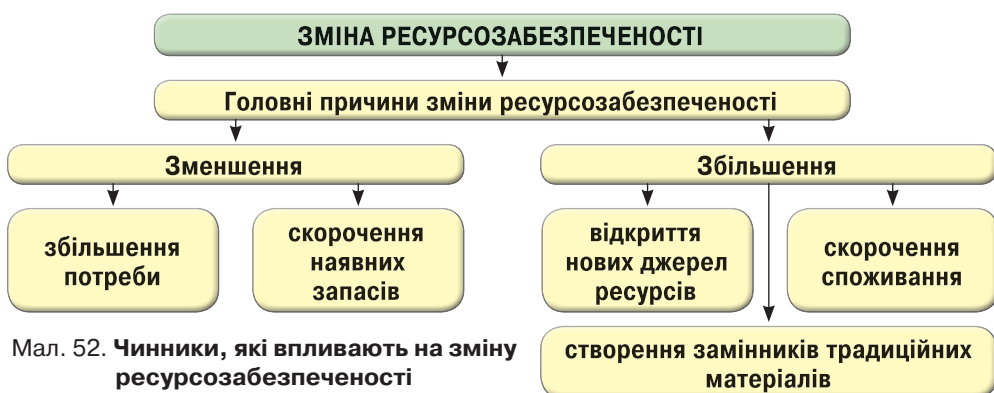 ЗМІНА РЕСУРСОЗАБЕЗПЕЧЕНОСТІ
Головні причини зміни ресурсозабезпеченості
Зменшення
Збільшення
збільшення
потреби
скорочення
наявних
запасів
відкриття
нових джерел
ресурсів
скорочення
споживання
створення замінників традиційних
матеріалів
Мал. 52. Чинники, які впливають на зміну
ресурсозабезпеченості